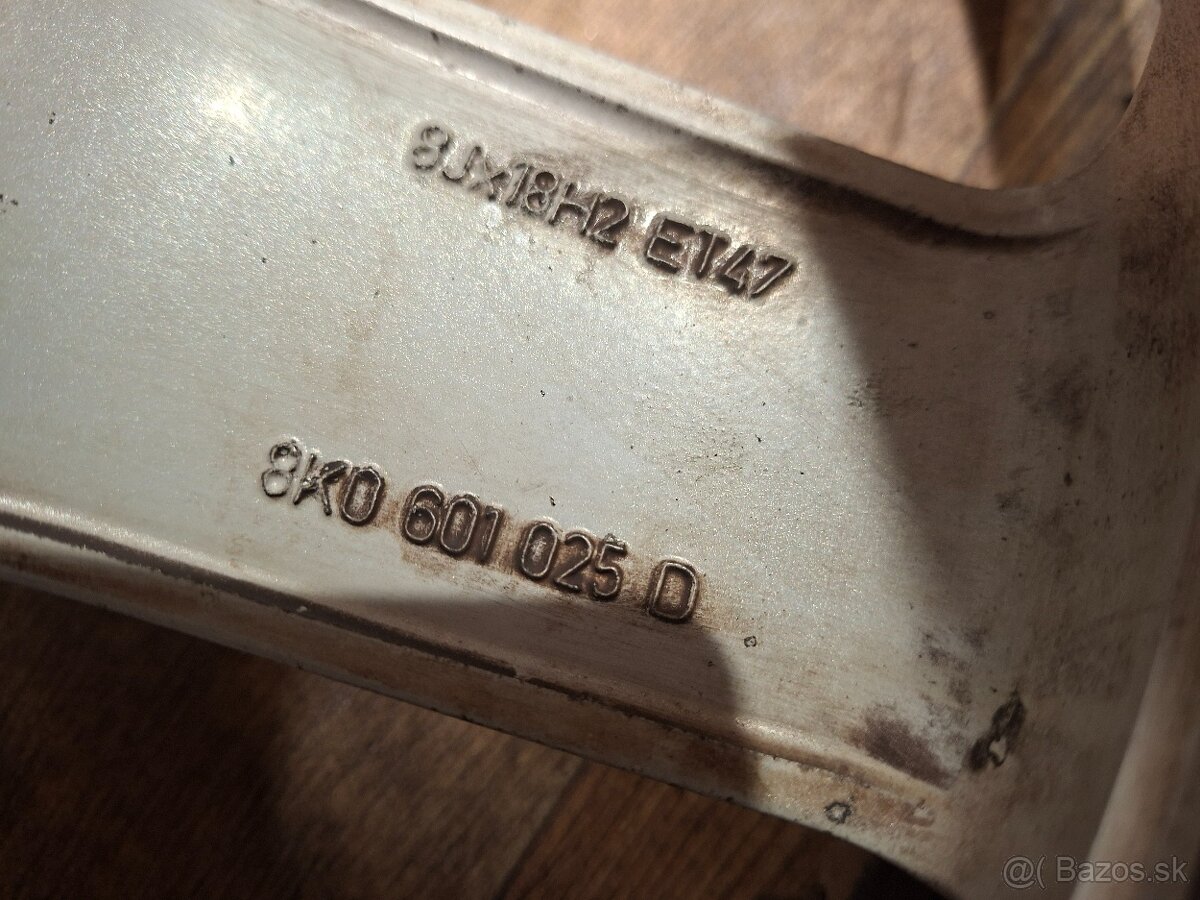 8Jx18H2 ET47
8K0 601 025 D
@( Bazos.sk